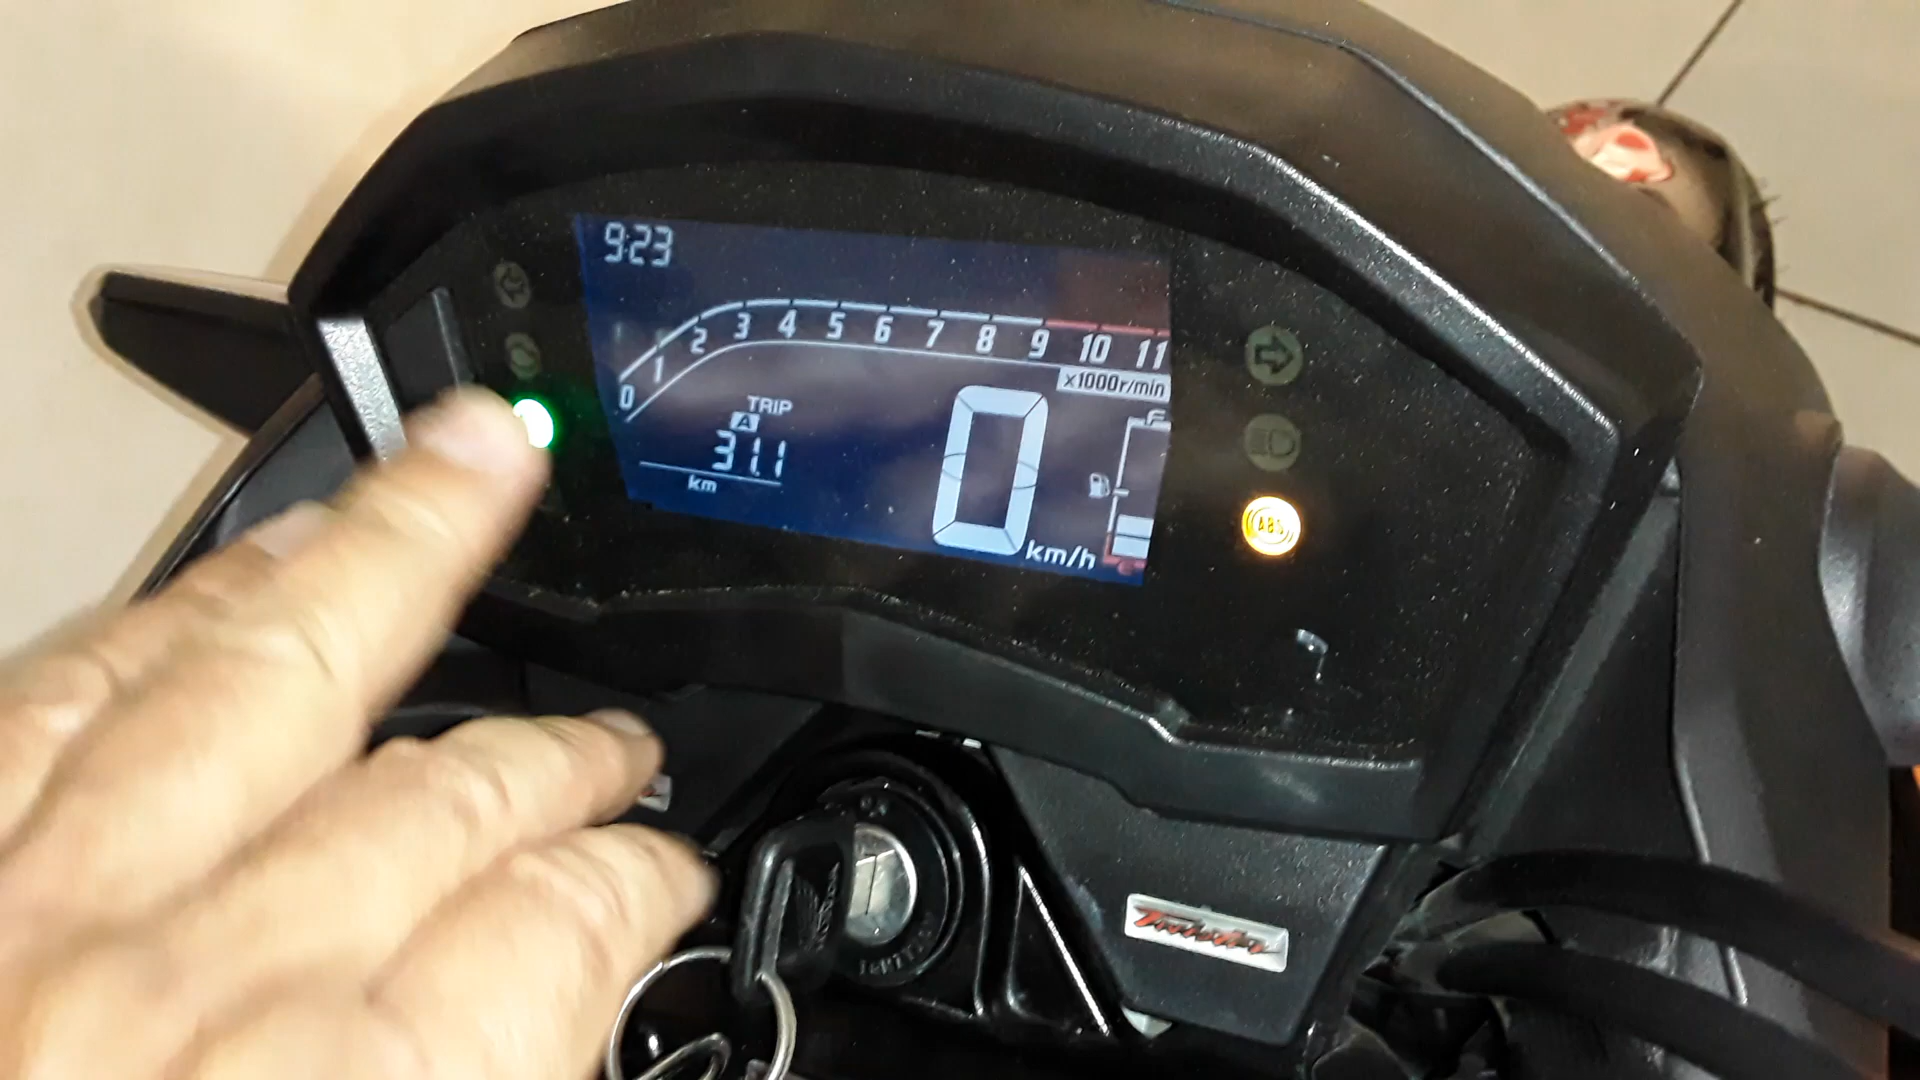 9:23
0 1 2 3 4 5 6 7 8 9 10 11
x1000r/min
TRIP
A
31.1
km
0
km/h
F
ABS
Twister
HONDA